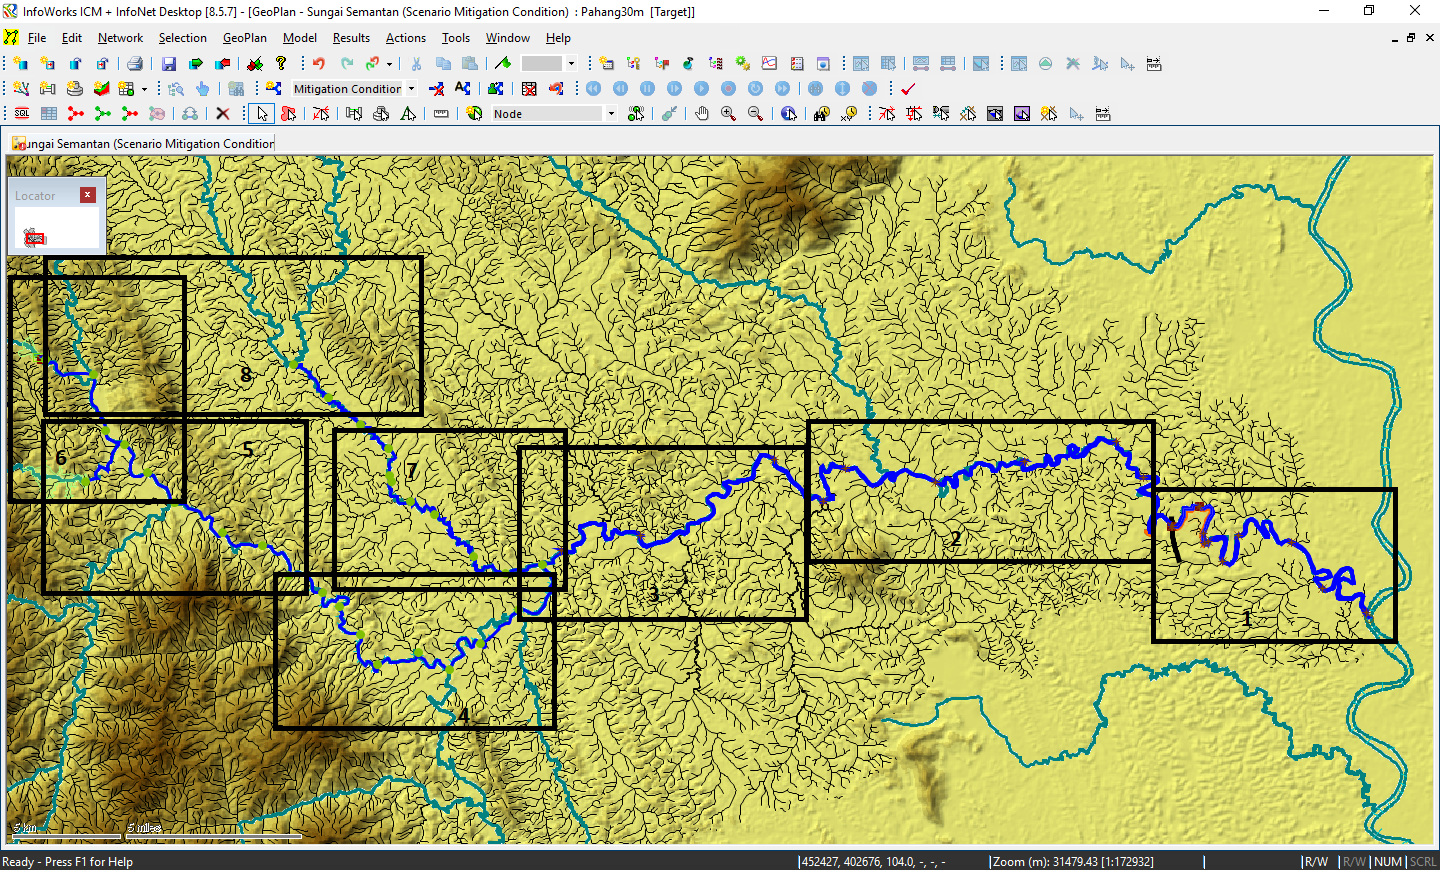 InfoWorks ICM + InfoNet Desktop [8.5.7] - [GeoPlan - Sungai Semantan (Scenario Mitigation Condition)  : Pahang30m  [Target]]
File Edit Network Selection GeoPlan Model Results Actions Tools Window Help
Mitigation Condition
SQL Node
ungai Semantan (Scenario Mitigation Condition
Locator
8
5
6
7
2
3
1
4
5 km 5 miles
Ready - Press F1 for Help 452427, 402676, 104.0, -, -, - Zoom (m): 31479.43 [1:172932] R/W R/W NUM SCRL